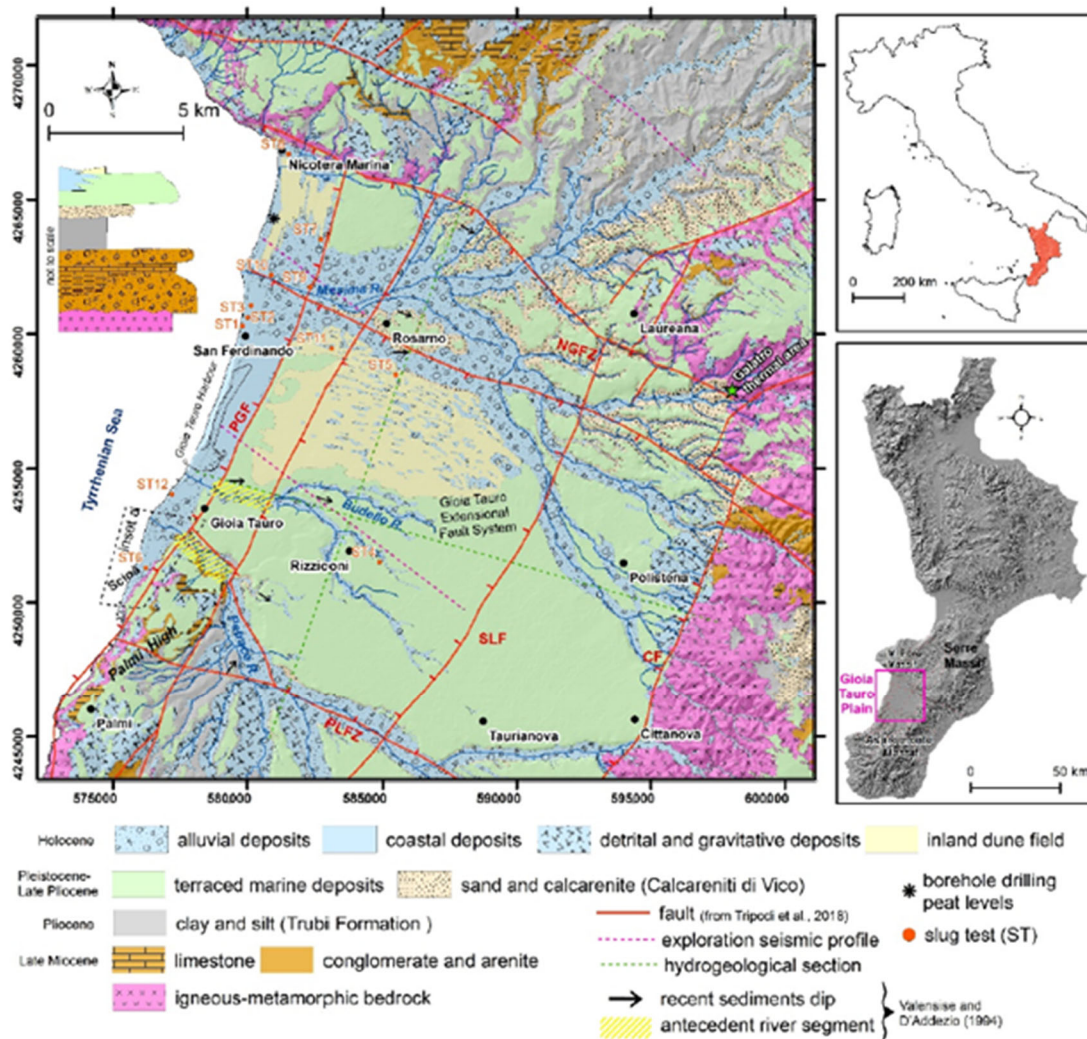 4270000
4265000
4260000
4255000
4250000
4245000
575000
580000
585000
590000
595000
600000
0
5 km
not to scale
Nicotera Marina
ST7
Mesima R.
ST3
ST2
ST1
San Ferdinando
Rosarno
ST5
Laureana
NGFZ
Galatro
thermal area
Gioia Tauro Harbour
PGF
Tyrrhenian Sea
ST12
Gioia Tauro
Budello R.
Gioia Tauro
Extensional
Fault System
Inset a
ST6
Scinà
Rizziconi
ST4
Polistena
Palmi High
Petrace R.
SLF
CF
Palmi
PLFZ
Taurianova
Cittanova
0
200 km
Serre
Massif
Gioia
Tauro
Plain
0
50 km
Holocene
alluvial deposits
coastal deposits
detrital and gravitative deposits
inland dune field
Pleistocene-
Late Pliocene
terraced marine deposits
sand and calcarenite (Calcareniti di Vico)
borehole drilling
peat levels
Pliocene
clay and silt (Trubi Formation )
fault (from Tripodi et al., 2018)
slug test (ST)
Late Miocene
limestone
conglomerate and arenite
exploration seismic profile
hydrogeological section
igneous-metamorphic bedrock
recent sediments dip
antecedent river segment
Valensise and
D'Addezio (1994)